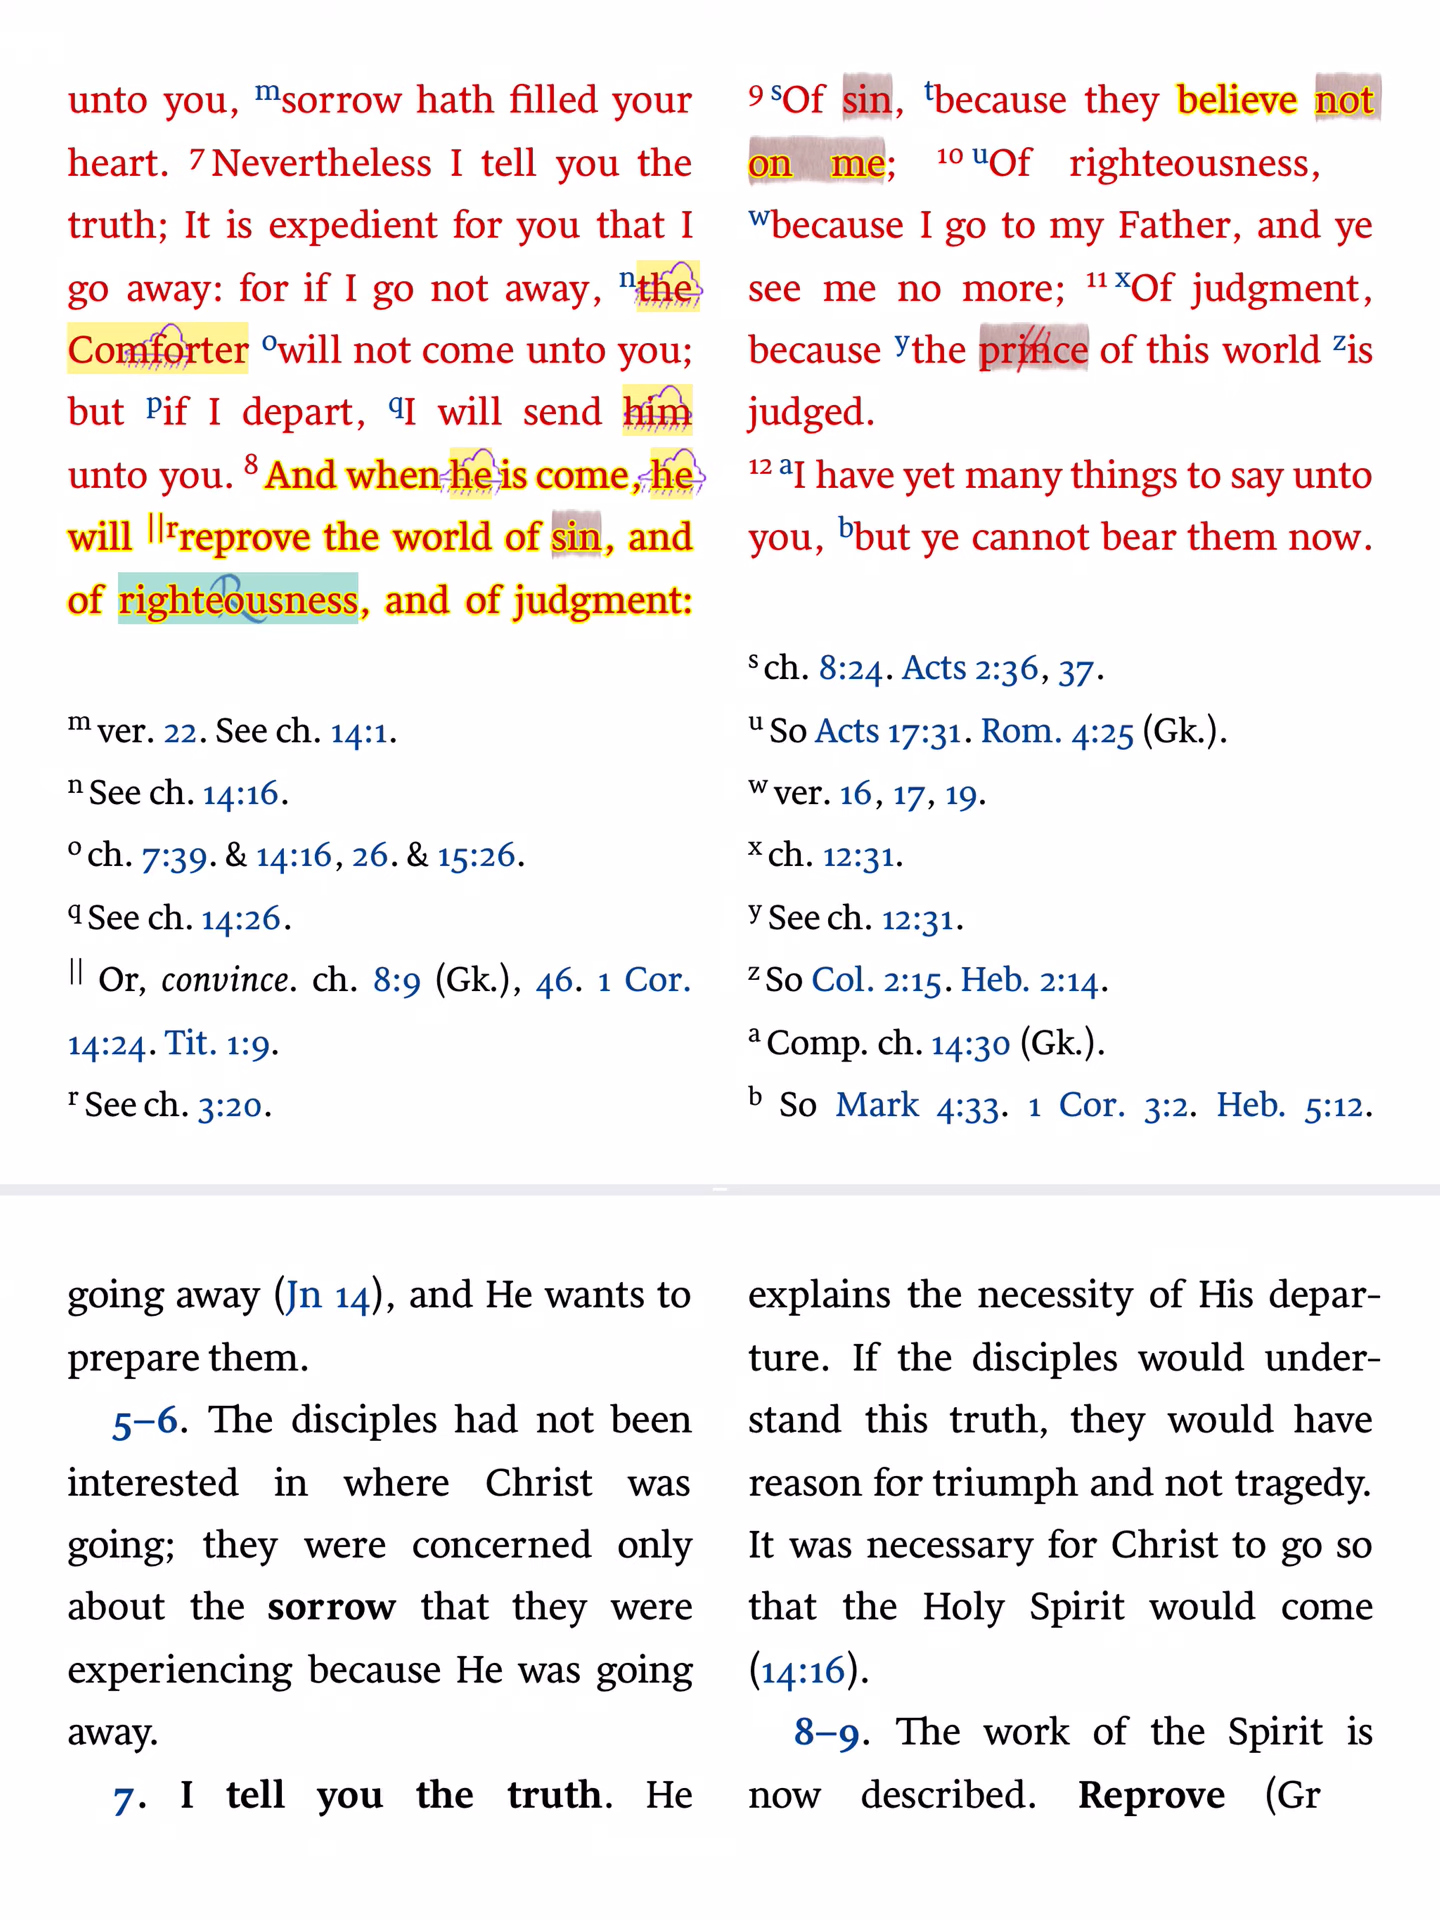 unto you, ᵐsorrow hath filled your
heart. ⁷ Nevertheless I tell you the
truth; It is expedient for you that I
go away: for if I go not away, ⁿthe
Comforter ᵒwill not come unto you;
but ᵖif I depart, qI will send him
unto you. ⁸ And when he is come, he
will ||ʳreprove the world of sin, and
of righteousness, and of judgment:
ᵐ ver. 22. See ch. 14:1.
ⁿ See ch. 14:16.
ᵒ ch. 7:39. & 14:16, 26. & 15:26.
q See ch. 14:26.
|| Or, convince. ch. 8:9 (Gk.), 46. 1 Cor.
14:24. Tit. 1:9.
ʳ See ch. 3:20.
⁹ ˢOf sin, ᵗbecause they believe not
on me; ¹⁰ ᵘOf righteousness,
ʷbecause I go to my Father, and ye
see me no more; ¹¹ ˣOf judgment,
because ʸthe prince of this world ᶻis
judged.
¹² ᵃI have yet many things to say unto
you, ᵇbut ye cannot bear them now.
ˢ ch. 8:24. Acts 2:36, 37.
ᵘ So Acts 17:31. Rom. 4:25 (Gk.).
ʷ ver. 16, 17, 19.
ˣ ch. 12:31.
ʸ See ch. 12:31.
ᶻ So Col. 2:15. Heb. 2:14.
ᵃ Comp. ch. 14:30 (Gk.).
ᵇ So Mark 4:33. 1 Cor. 3:2. Heb. 5:12.
going away (Jn 14), and He wants to
prepare them.
5–6. The disciples had not been
interested in where Christ was
going; they were concerned only
about the sorrow that they were
experiencing because He was going
away.
7. I tell you the truth. He
explains the necessity of His depar-
ture. If the disciples would under-
stand this truth, they would have
reason for triumph and not tragedy.
It was necessary for Christ to go so
that the Holy Spirit would come
(14:16).
8–9. The work of the Spirit is
now described. Reprove (Gr